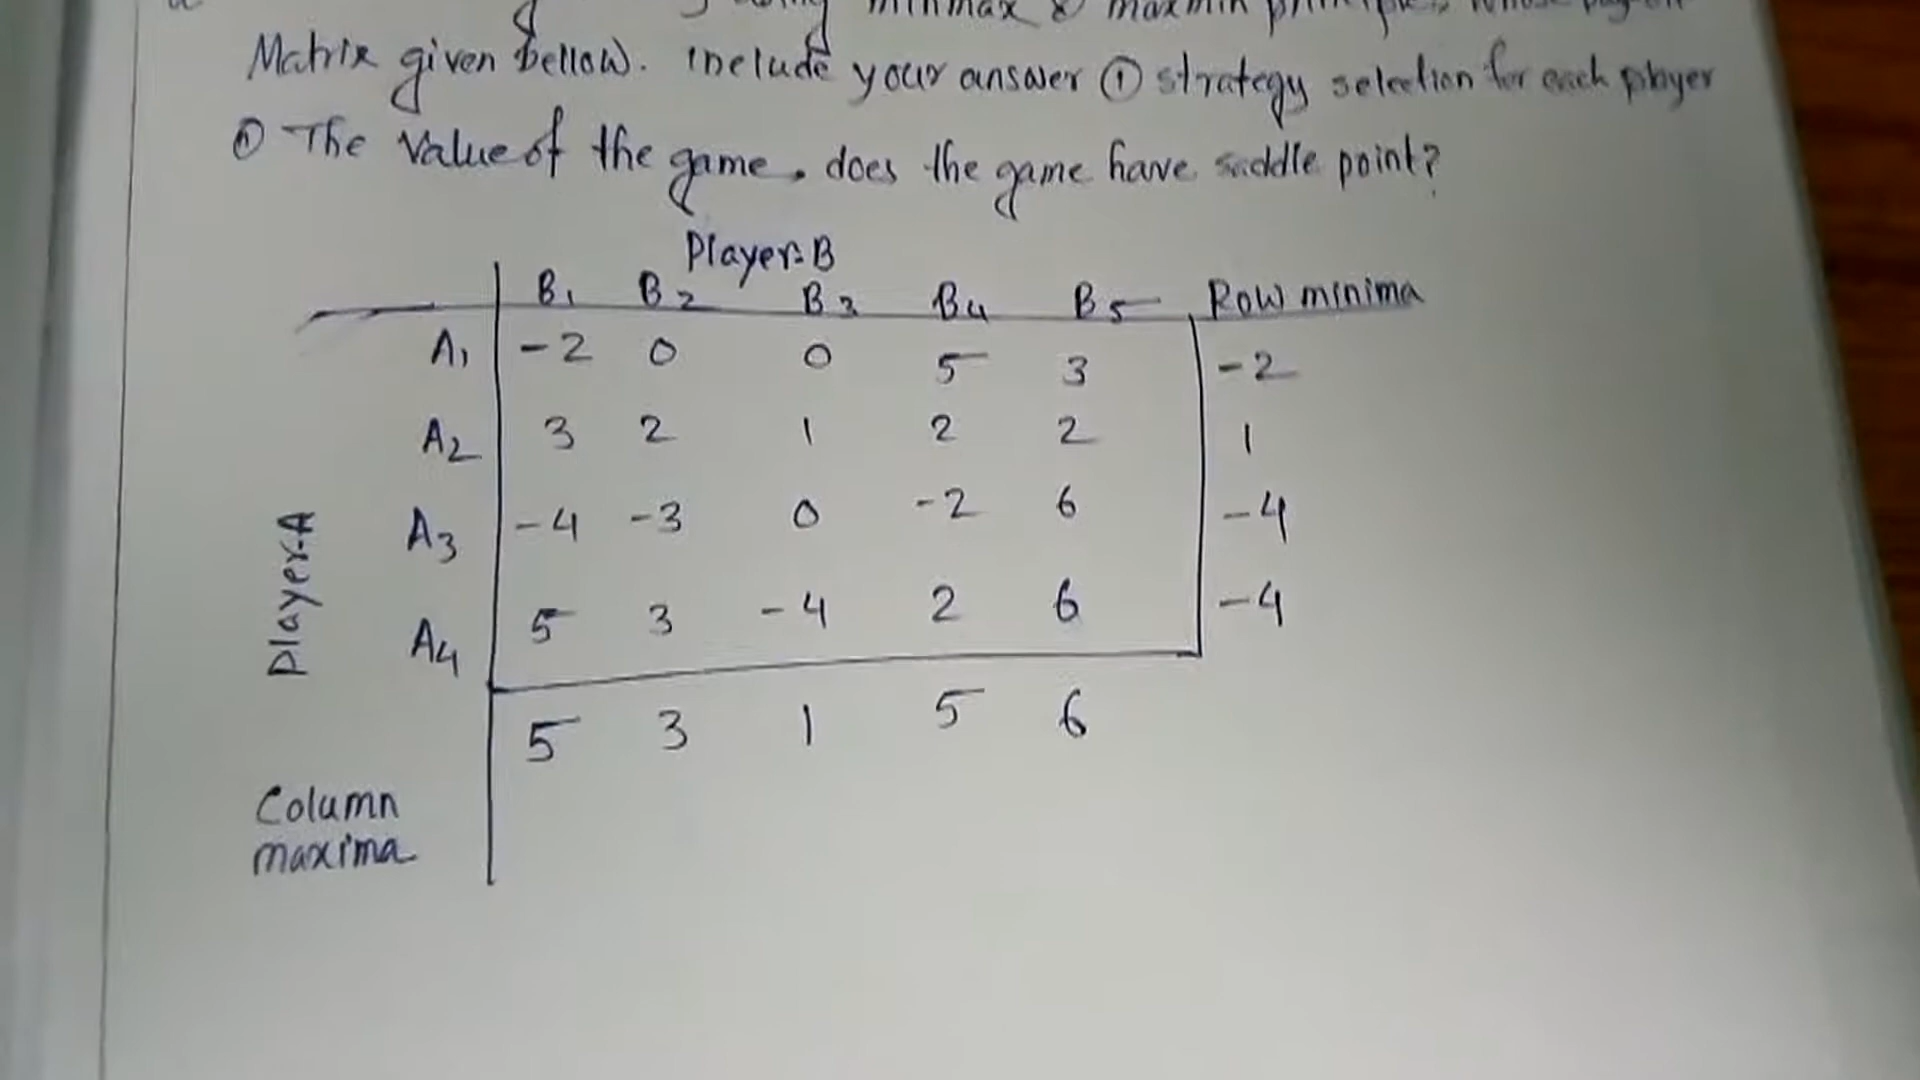 minmax & maxmin
Matrix given bellow. Include your answer ① strategy selection for each player
⑪ The Value of the game. does the game have saddle point?
Player-B
B1 B2 B3 B4 B5 Row minima
A1 -2 0 0 5 3 -2
A2 3 2 1 2 2 1
A3 -4 -3 0 -2 6 -4
A4 5 3 -4 2 6 -4
Player-A
5 3 1 5 6
Column
maxima